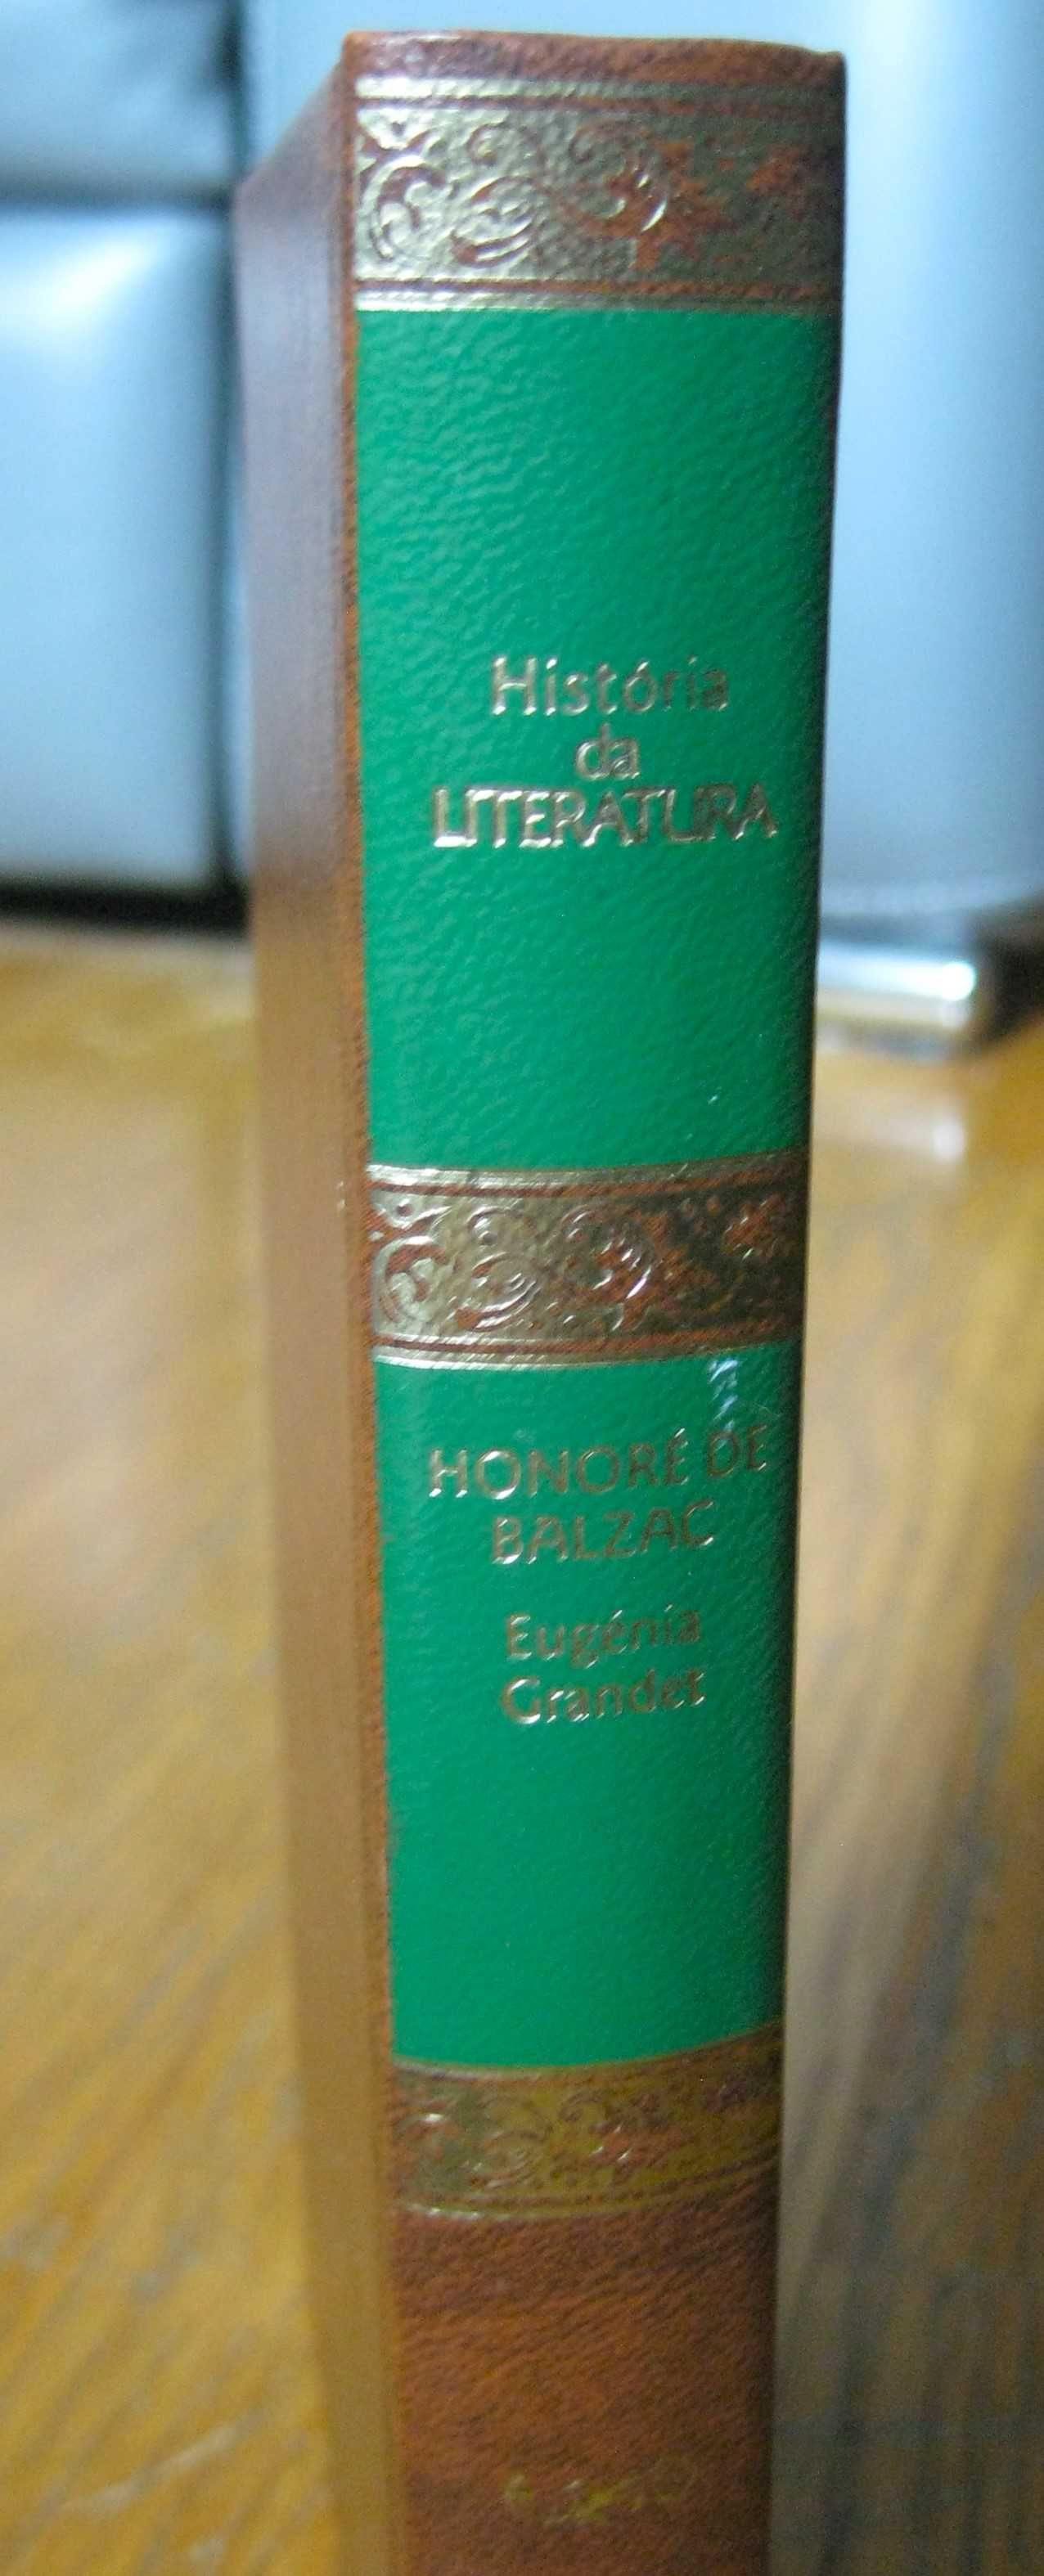 História
da
LITERATURA
HONORÉ DE
BALZAC
Eugénia
Grandet